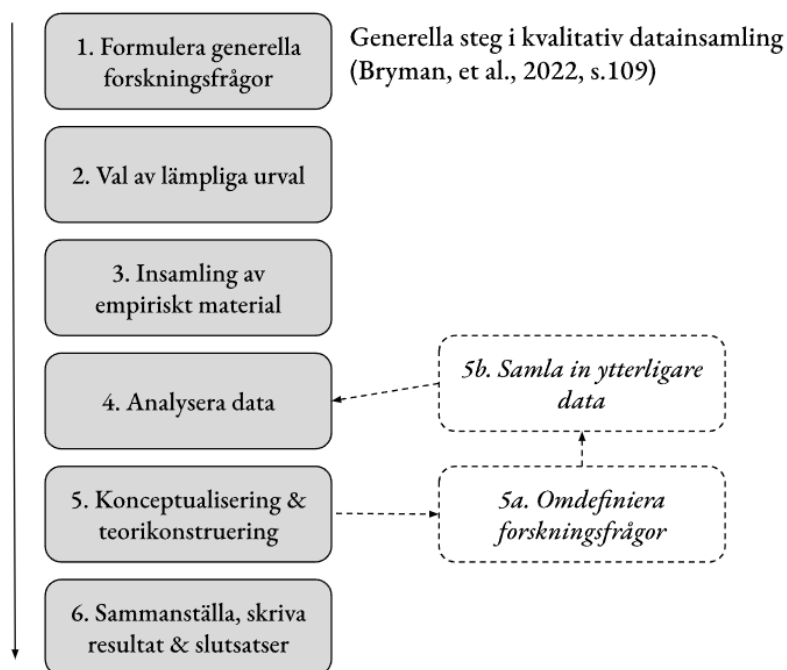 1. Formulera generella
forskningsfrågor
Generella steg i kvalitativ datainsamling
(Bryman, et al., 2022, s.109)
2. Val av lämpliga urval
3. Insamling av
empiriskt material
4. Analysera data
5b. Samla in ytterligare
data
5. Konceptualisering &
teorikonstruering
5a. Omdefiniera
forskningsfrågor
6. Sammanställa, skriva
resultat & slutsatser